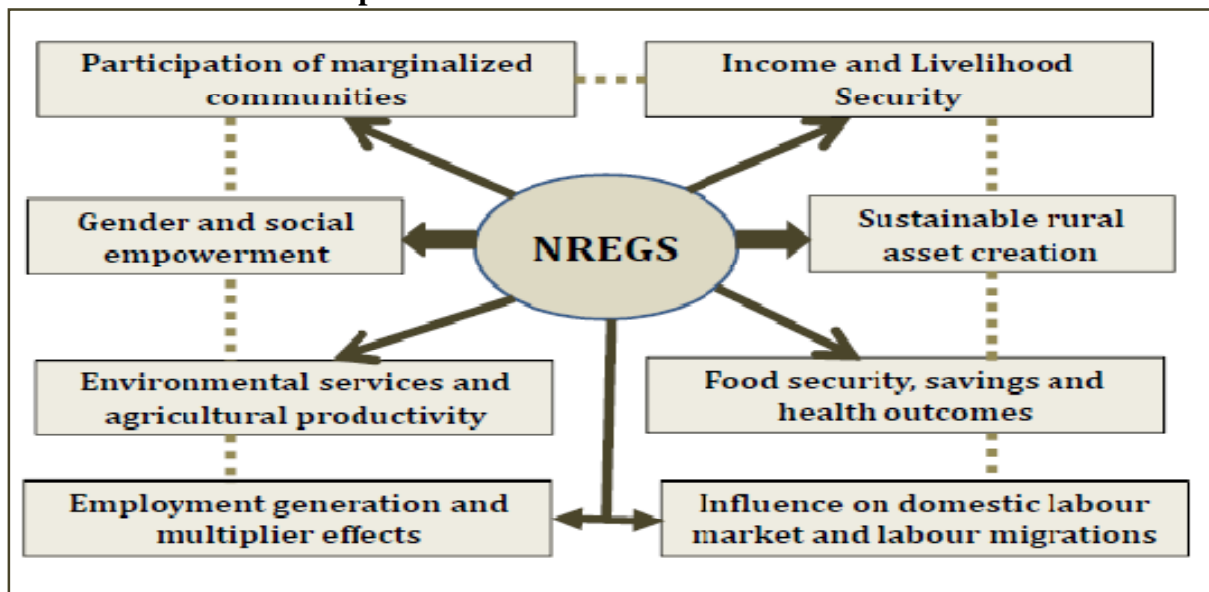 Participation of marginalized
communities
Income and Livelihood
Security
Gender and social
empowerment
NREGS
Sustainable rural
asset creation
Environmental services and
agricultural productivity
Food security, savings and
health outcomes
Employment generation and
multiplier effects
Influence on domestic labour
market and labour migrations